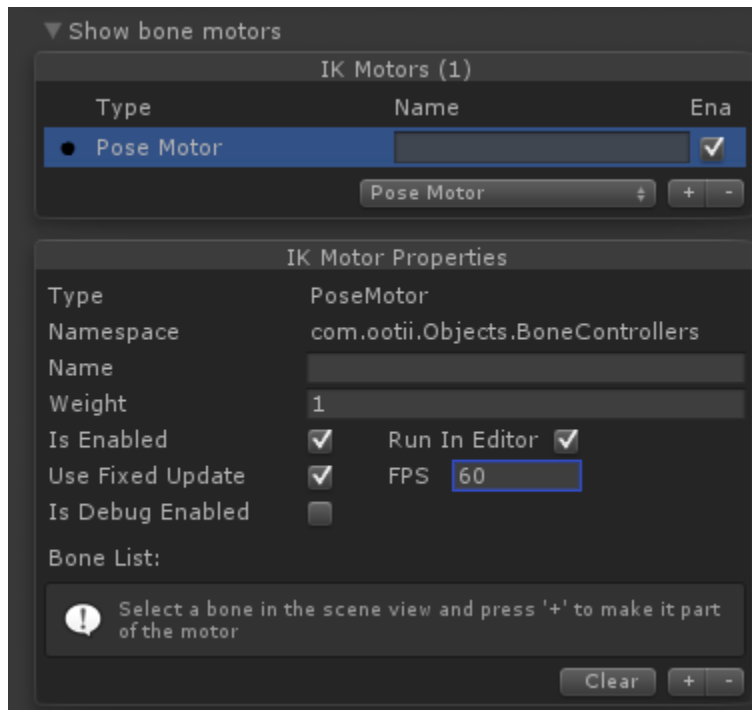 Show bone motors
IK Motors (1)
Type Name Ena
Pose Motor
Pose Motor + -
IK Motor Properties
Type PoseMotor
Namespace com.ootii.Objects.BoneControllers
Name
Weight 1
Is Enabled Run In Editor
Use Fixed Update FPS 60
Is Debug Enabled
Bone List:
Select a bone in the scene view and press '+' to make it part
of the motor
Clear + -